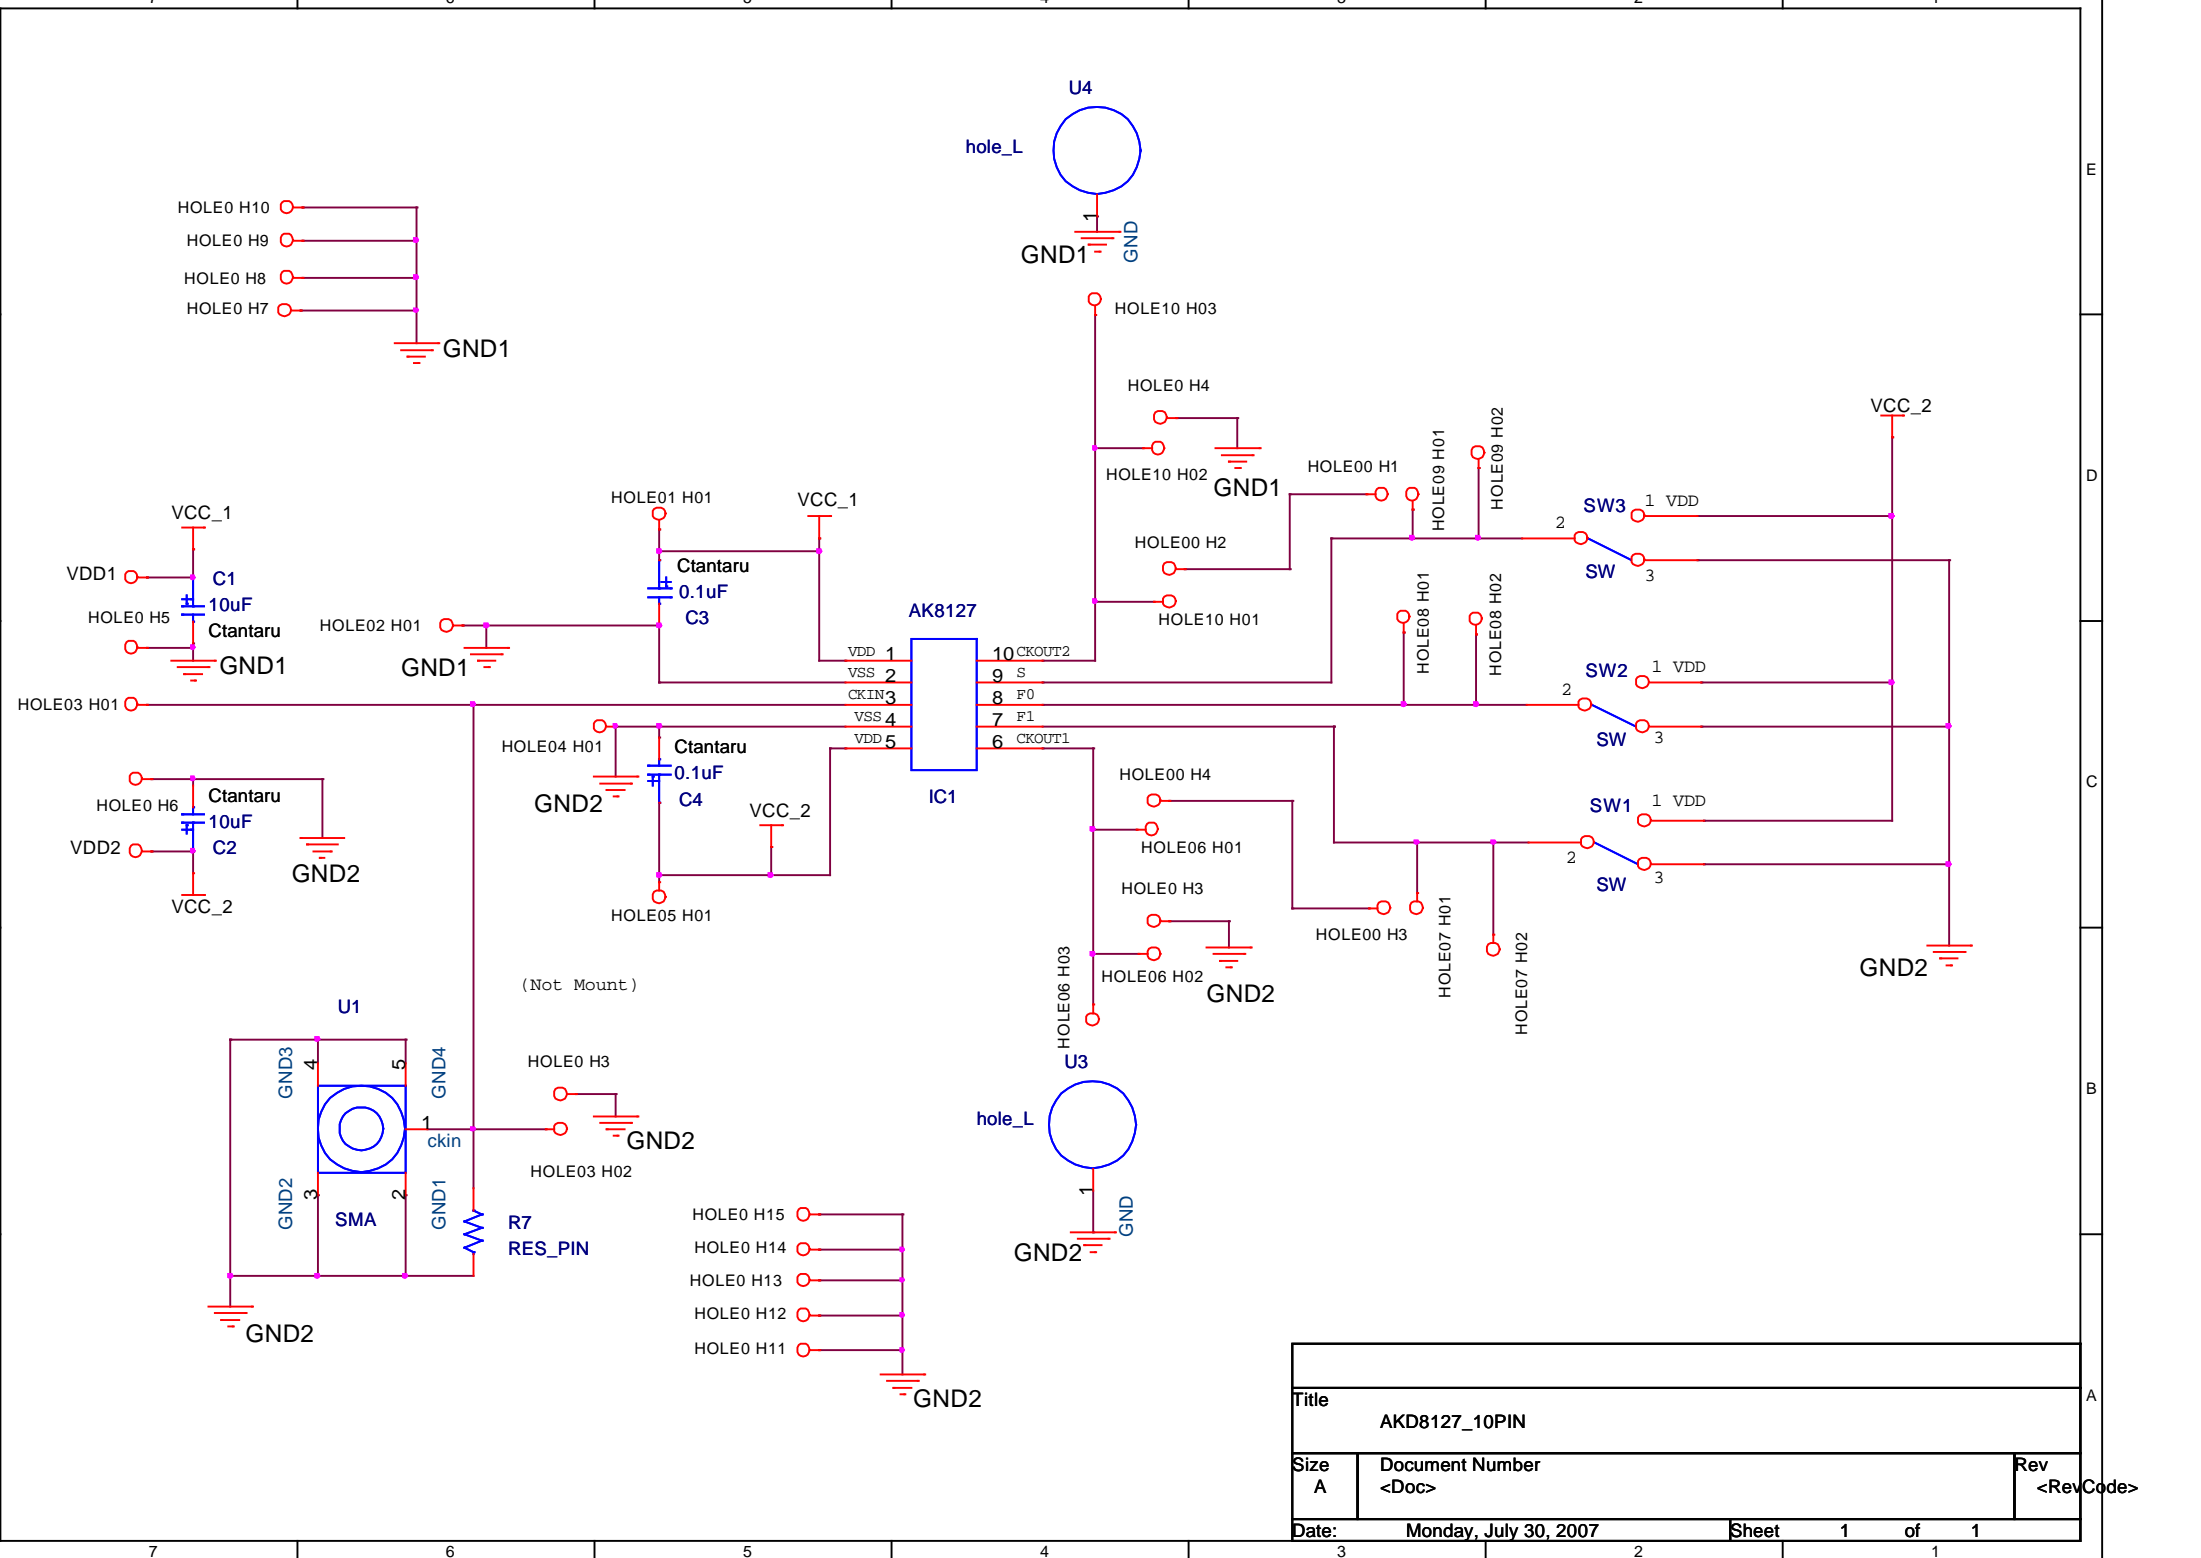 U4
hole_L
1
GND
GND1
E
HOLE0 H10
HOLE0 H9
HOLE0 H8
HOLE0 H7
GND1
HOLE10 H03
HOLE0 H4
HOLE10 H02
GND1
HOLE00 H1
HOLE09 H01
HOLE09 H02
VCC_2
D
HOLE00 H2
HOLE10 H01
SW3
1 VDD
2
SW
3
VCC_1
VDD1
C1
10uF
HOLE0 H5
Ctantaru
GND1
HOLE01 H01
VCC_1
Ctantaru
0.1uF
C3
HOLE02 H01
GND1
AK8127
VDD 1
VSS 2
CKIN 3
VSS 4
VDD 5
10 CKOUT2
9 S
8 F0
7 F1
6 CKOUT1
IC1
HOLE08 H01
HOLE08 H02
SW2
1 VDD
2
SW
3
HOLE03 H01
HOLE04 H01
Ctantaru
0.1uF
C4
GND2
VCC_2
HOLE05 H01
HOLE0 H6
Ctantaru
10uF
VDD2
C2
GND2
VCC_2
HOLE00 H4
HOLE06 H01
HOLE0 H3
HOLE06 H02
GND2
HOLE06 H03
HOLE00 H3
HOLE07 H01
HOLE07 H02
SW1
1 VDD
2
SW
3
C
GND2
(Not Mount)
U1
GND3
4
5
GND4
1
ckin
GND2
3
2
GND1
SMA
HOLE0 H3
GND2
HOLE03 H02
R7
RES_PIN
GND2
U3
hole_L
1
GND
GND2
B
HOLE0 H15
HOLE0 H14
HOLE0 H13
HOLE0 H12
HOLE0 H11
GND2
A
Title
AKD8127_10PIN
Size
A
Document Number
<Doc>
Rev
<RevCode>
Date:
Monday, July 30, 2007
Sheet 1 of 1
7 6 5 4 3 2 1